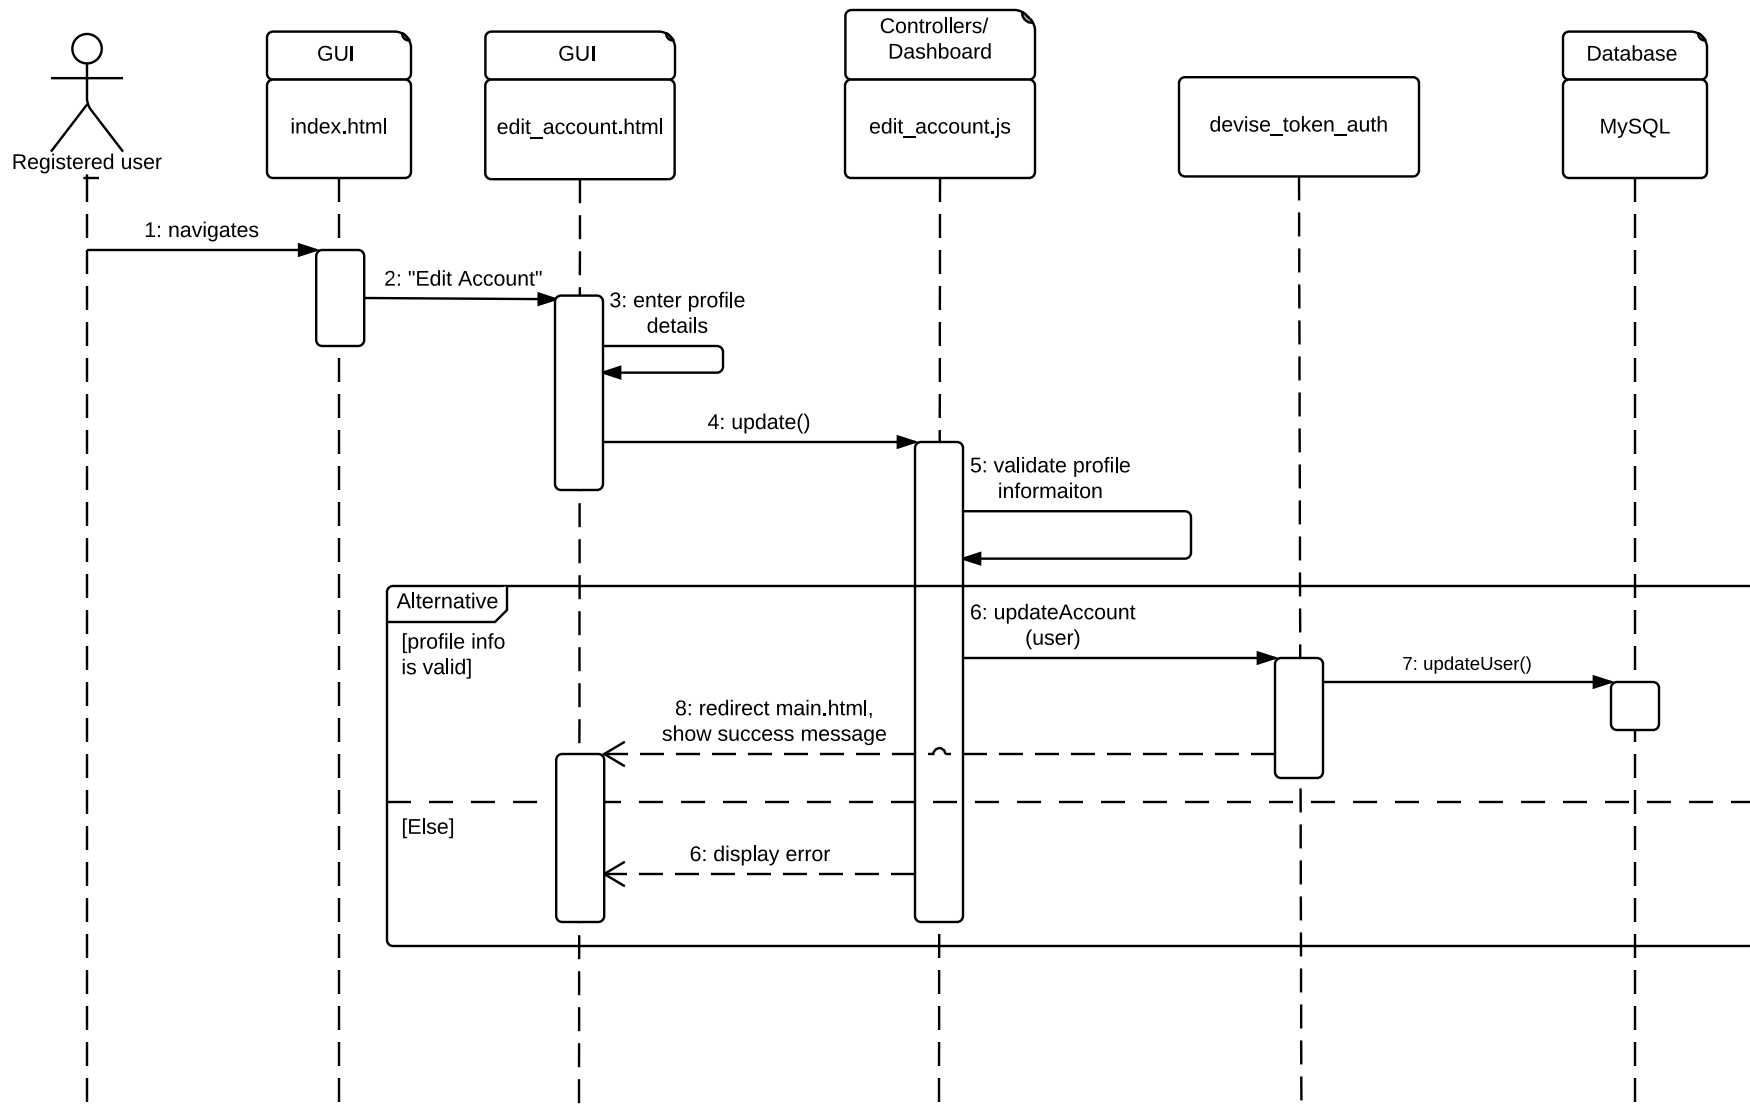 Registered user
GUI
index.html
GUI
edit_account.html
Controllers/
Dashboard
edit_account.js
devise_token_auth
Database
MySQL
1: navigates
2: "Edit Account"
3: enter profile
details
4: update()
5: validate profile
informaiton
Alternative
[profile info
is valid]
6: updateAccount
(user)
7: updateUser()
8: redirect main.html,
show success message
[Else]
6: display error